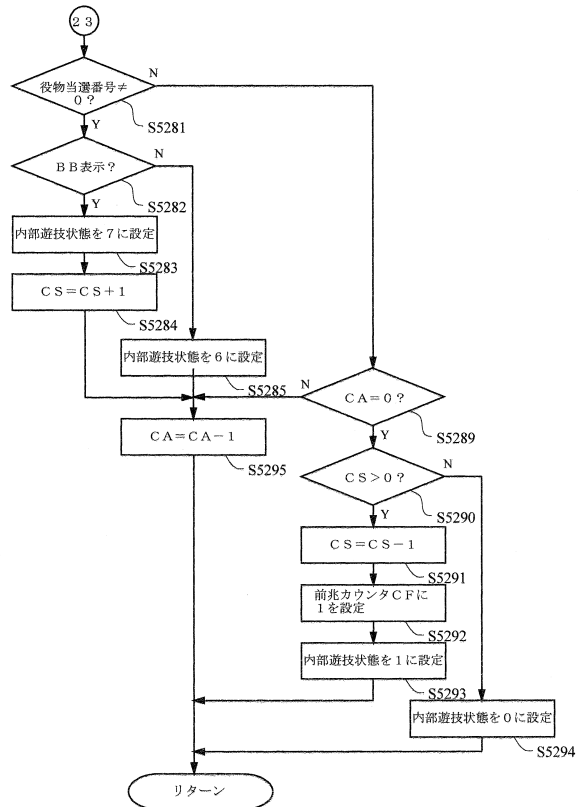 ２３
N
役物当選番号≠
０？
S5281
Y
N
ＢＢ表示？
S5282
Y
内部遊技状態を７に設定
S5283
ＣＳ＝ＣＳ＋１
S5284
内部遊技状態を６に設定
S5285
N
ＣＡ＝０？
S5289
Y
ＣＡ＝ＣＡ－１
S5295
N
ＣＳ＞０？
S5290
Y
ＣＳ＝ＣＳ－１
S5291
前兆カウンタＣＦに
１を設定
S5292
内部遊技状態を１に設定
S5293
内部遊技状態を０に設定
S5294
リターン